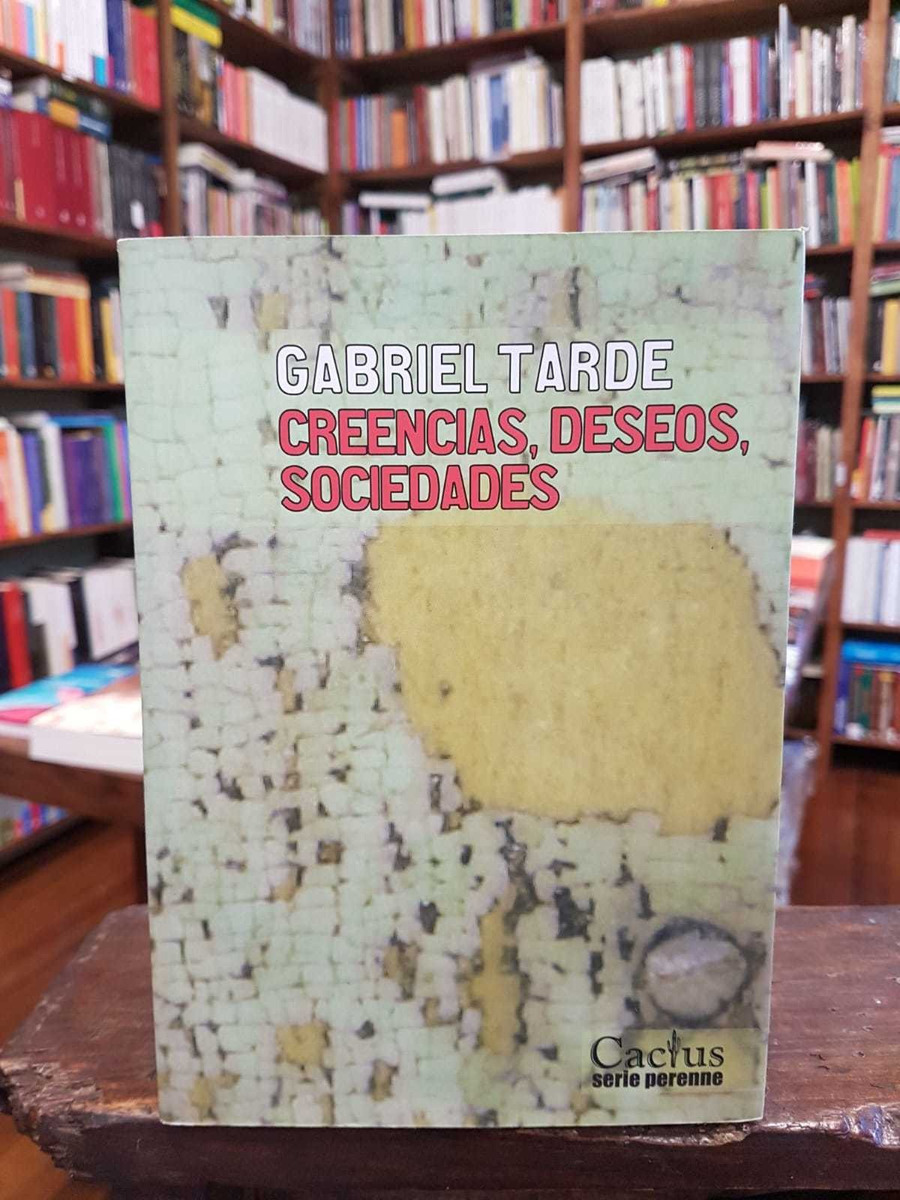 GABRIEL TARDE
CREENCIAS, DESEOS,
SOCIEDADES
Cactus
serie perenne